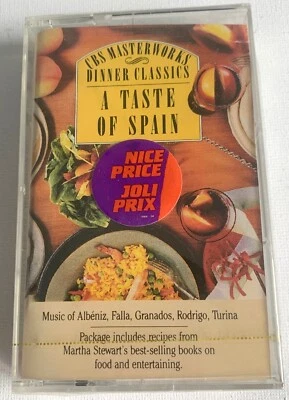 CBS MASTERWORKS
DINNER CLASSICS
A TASTE
OF SPAIN
NICE
PRICE
JOLI
PRIX
Music of Albéniz, Falla, Granados, Rodrigo, Turina
Package includes recipes from
Martha Stewart's best-selling books on
food and entertaining.